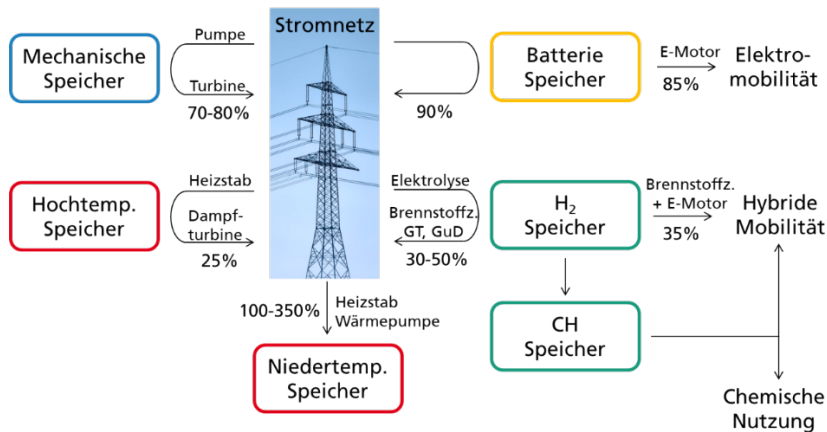 Stromnetz
Pumpe
Mechanische
Speicher
Turbine
70-80%
90%
Batterie
Speicher
E-Motor
85%
Elektro-
mobilität
Heizstab
Hochtemp.
Speicher
Dampf-
turbine
25%
Elektrolyse
Brennstoffz.
GT, GuD
30-50%
H₂
Speicher
Brennstoffz.
+ E-Motor
35%
Hybride
Mobilität
100-350%
Heizstab
Wärmepumpe
CH
Speicher
Niedertemp.
Speicher
Chemische
Nutzung